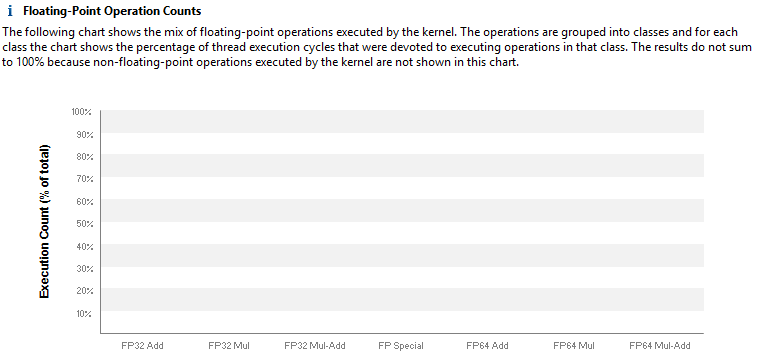 i Floating-Point Operation Counts
The following chart shows the mix of floating-point operations executed by the kernel. The operations are grouped into classes and for each
class the chart shows the percentage of thread execution cycles that were devoted to executing operations in that class. The results do not sum
to 100% because non-floating-point operations executed by the kernel are not shown in this chart.
Execution Count (% of total)
100%
90%
80%
70%
60%
50%
40%
30%
20%
10%
FP32 Add FP32 Mul FP32 Mul-Add FP Special FP64 Add FP64 Mul FP64 Mul-Add